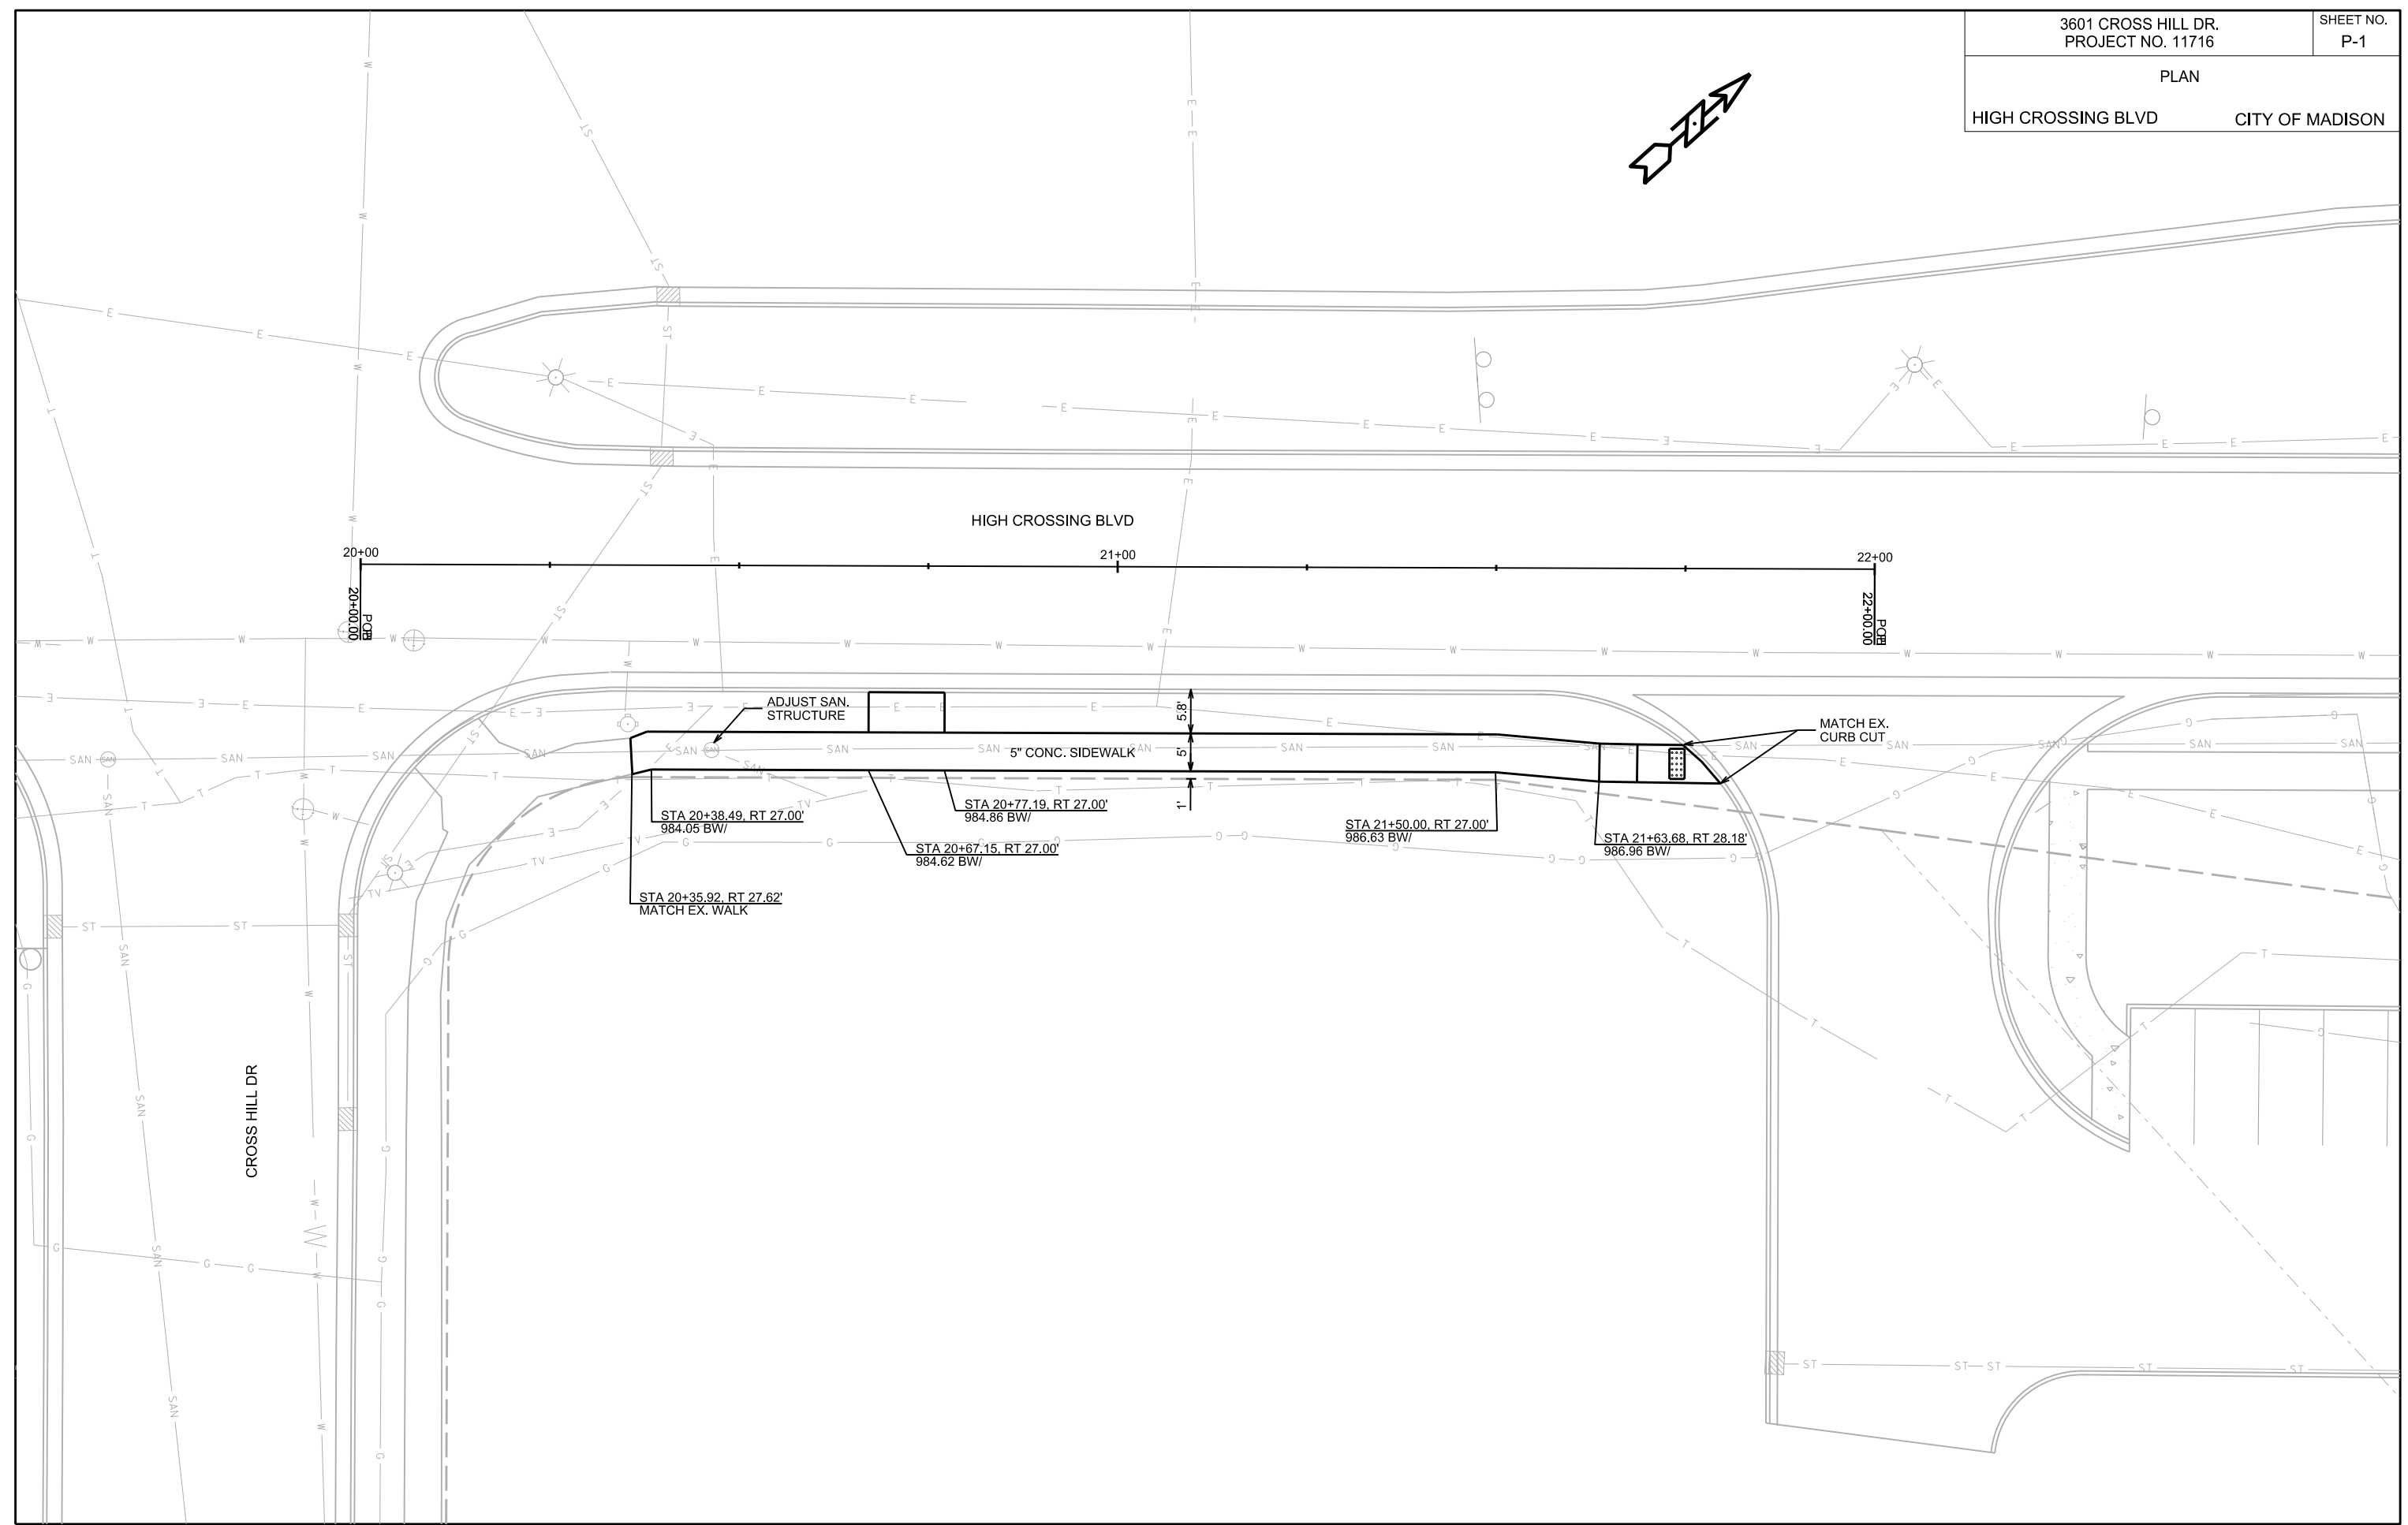 3601 CROSS HILL DR.
PROJECT NO. 11716
SHEET NO.
P-1
PLAN
HIGH CROSSING BLVD
CITY OF MADISON
HIGH CROSSING BLVD
20+00
21+00
22+00
20+00.00
22+00.00
ADJUST SAN.
STRUCTURE
5.8'
5'
1'
5" CONC. SIDEWALK
MATCH EX.
CURB CUT
STA 20+38.49, RT 27.00'
984.05 BW/
STA 20+77.19, RT 27.00'
984.86 BW/
STA 20+67.15, RT 27.00'
984.62 BW/
STA 21+50.00, RT 27.00'
986.63 BW/
STA 21+63.68, RT 28.18'
986.96 BW/
STA 20+35.92, RT 27.62'
MATCH EX. WALK
CROSS HILL DR